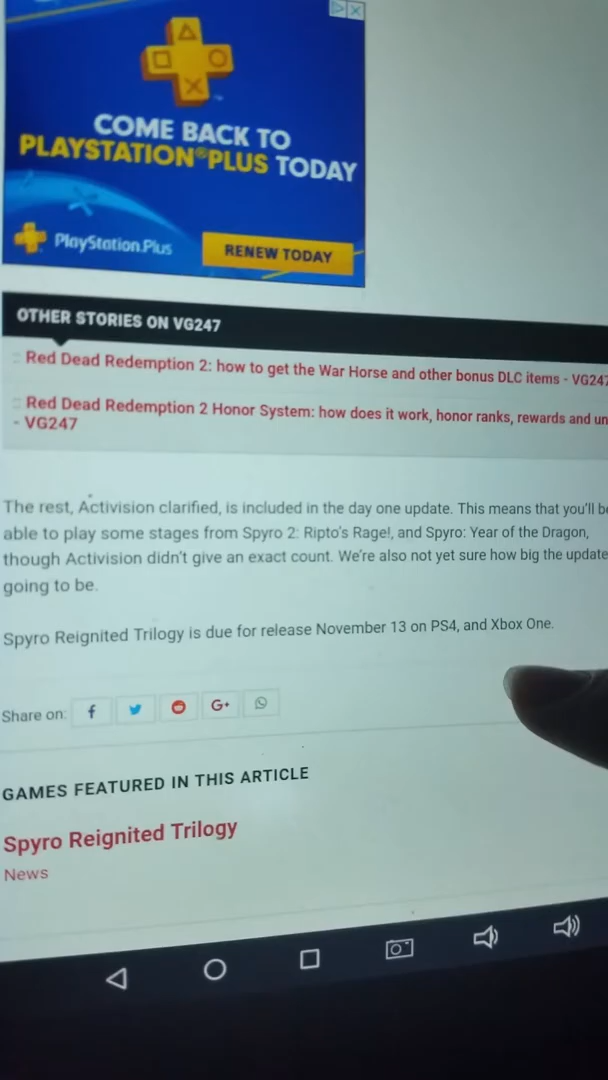 COME BACK TO
PLAYSTATION®PLUS TODAY
PlayStation.Plus
RENEW TODAY
OTHER STORIES ON VG247
Red Dead Redemption 2: how to get the War Horse and other bonus DLC items - VG247
Red Dead Redemption 2 Honor System: how does it work, honor ranks, rewards and un
- VG247
The rest, Activision clarified, is included in the day one update. This means that you'll be
able to play some stages from Spyro 2: Ripto's Rage!, and Spyro: Year of the Dragon,
though Activision didn't give an exact count. We're also not yet sure how big the update
going to be.
Spyro Reignited Trilogy is due for release November 13 on PS4, and Xbox One.
Share on:
G+
GAMES FEATURED IN THIS ARTICLE
Spyro Reignited Trilogy
News